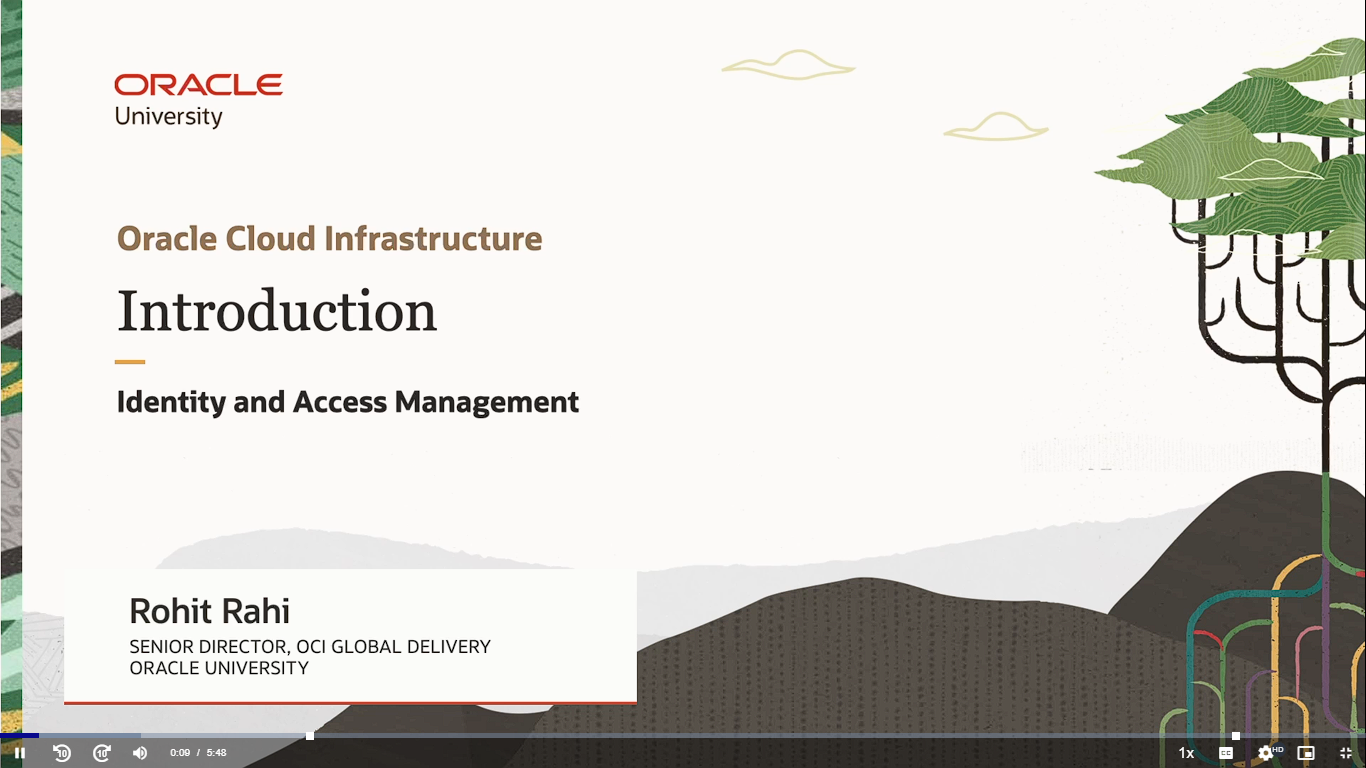 ORACLE
University
Oracle Cloud Infrastructure
Introduction
Identity and Access Management
Rohit Rahi
SENIOR DIRECTOR, OCI GLOBAL DELIVERY
ORACLE UNIVERSITY
10 10 0:09 / 5:48 1x CC HD